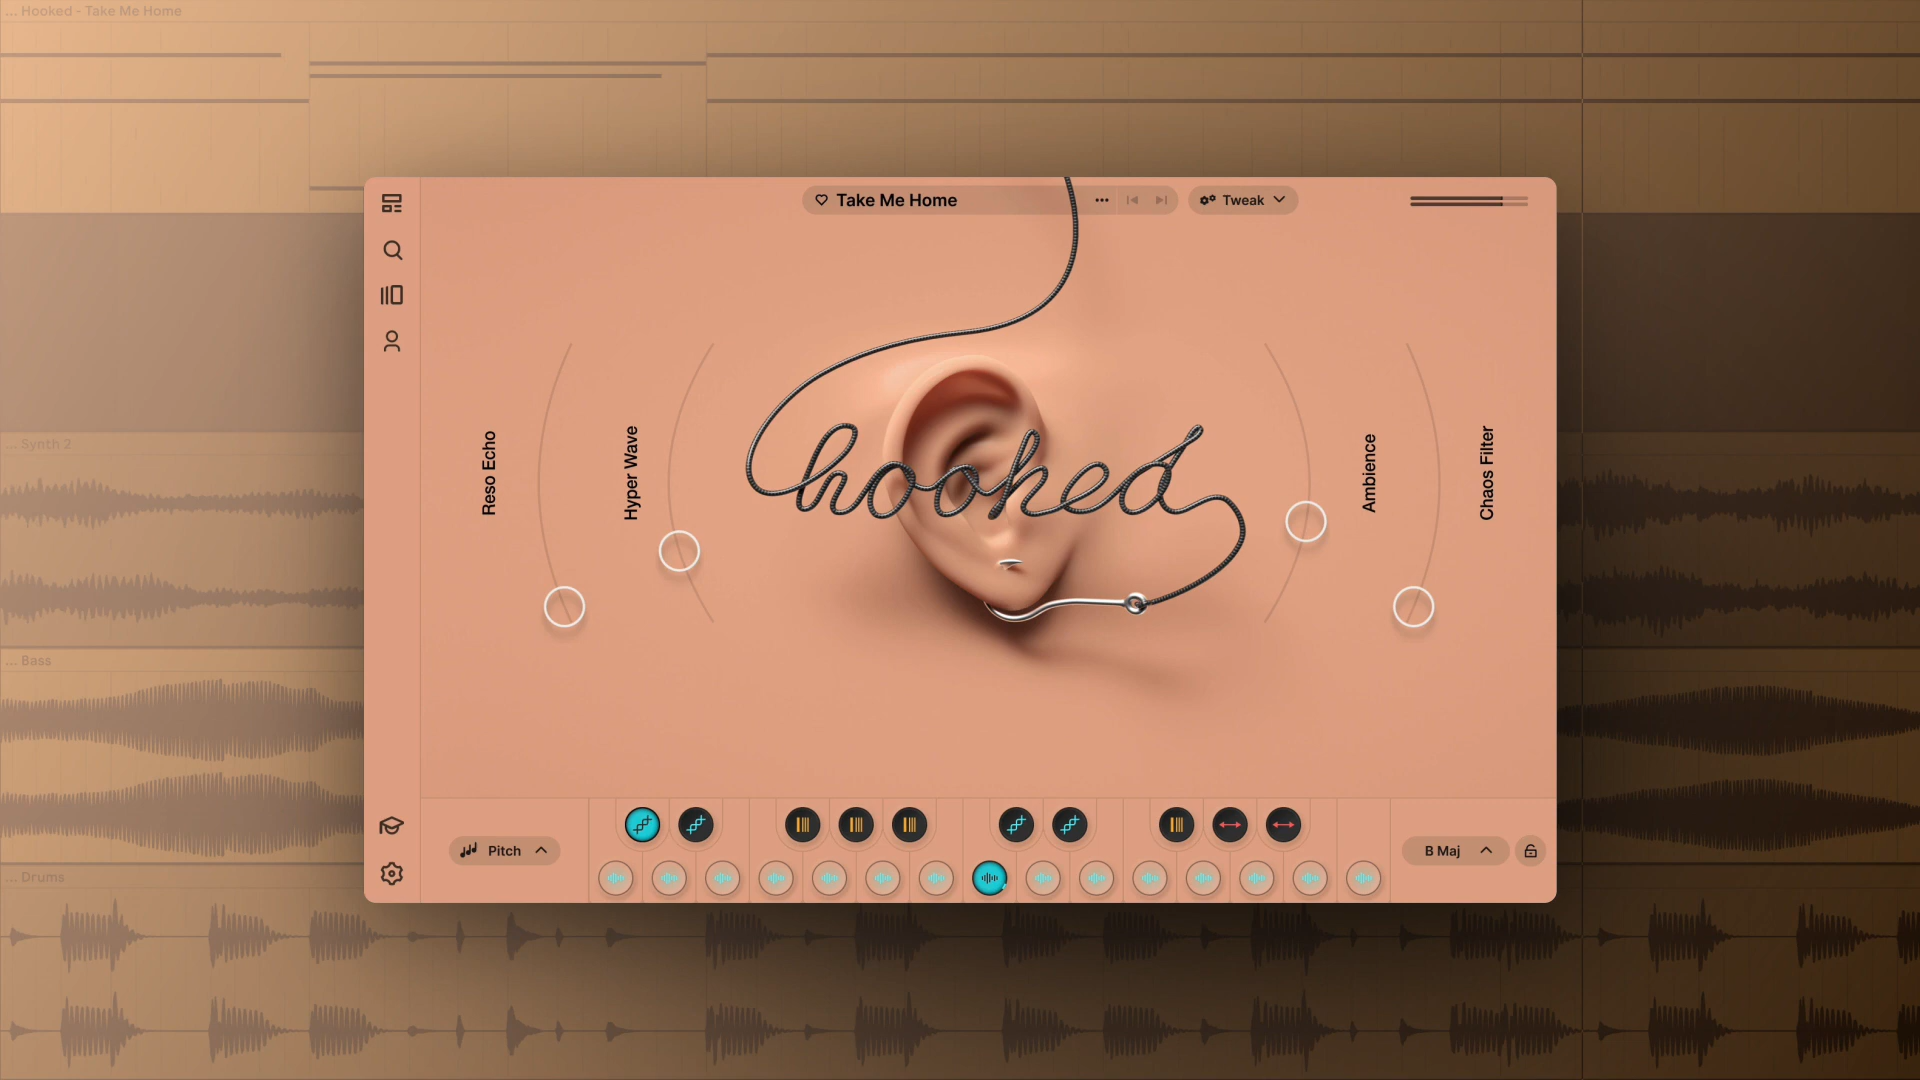 ... Hooked - Take Me Home
Take Me Home
Tweak
Reso Echo
Hyper Wave
hooked
Ambience
Chaos Filter
... Synth 2
... Bass
Pitch
B Maj
... Drums